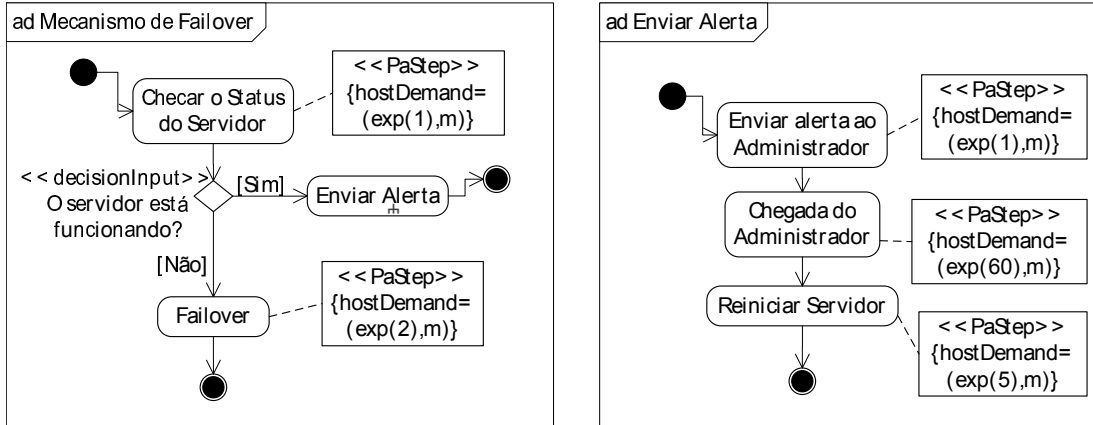 ad Mecanismo de Failover
Checar o Status
do Servidor
<<PaStep>>
{hostDemand=
(exp(1),m)}
<<decisionInput>>
O servidor está
funcionando?
[Sim]
Enviar Alerta
[Não]
<<PaStep>>
{hostDemand=
(exp(2),m)}
Failover
ad Enviar Alerta
Enviar alerta ao
Administrador
<<PaStep>>
{hostDemand=
(exp(1),m)}
Chegada do
Administrador
<<PaStep>>
{hostDemand=
(exp(60),m)}
Reiniciar Servidor
<<PaStep>>
{hostDemand=
(exp(5),m)}